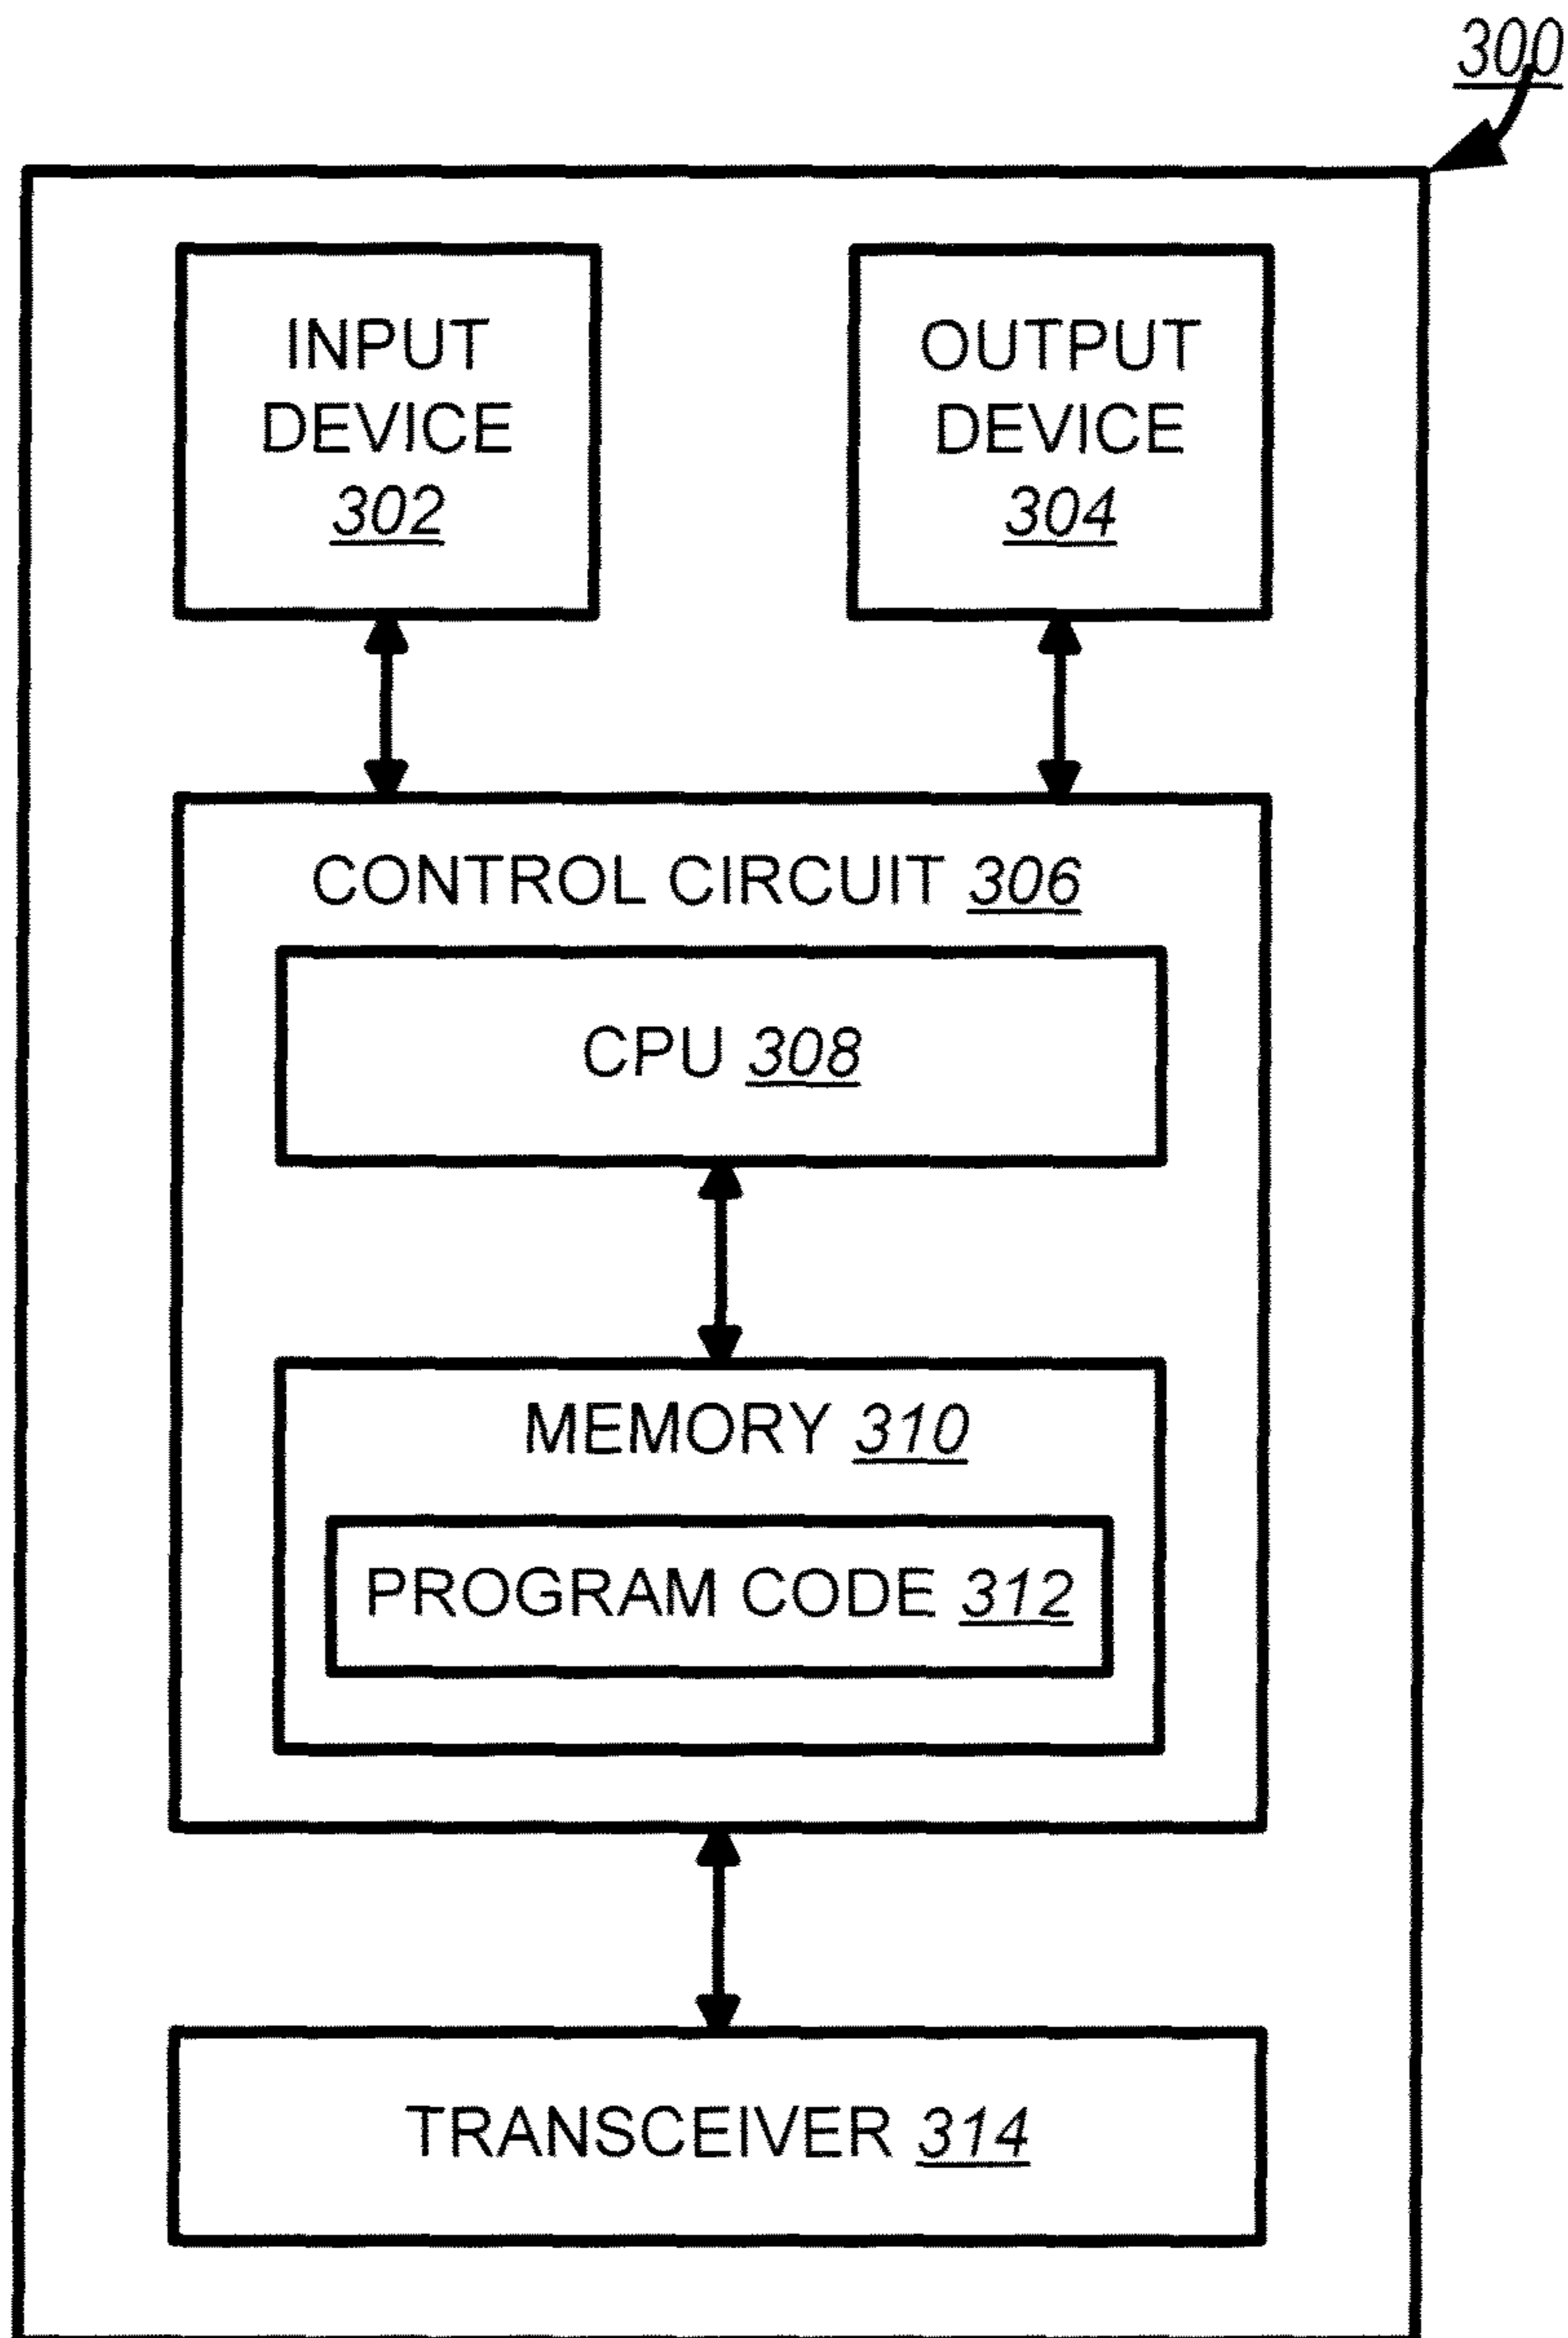 300
INPUT
DEVICE
302
OUTPUT
DEVICE
304
CONTROL CIRCUIT 306
CPU 308
MEMORY 310
PROGRAM CODE 312
TRANSCEIVER 314